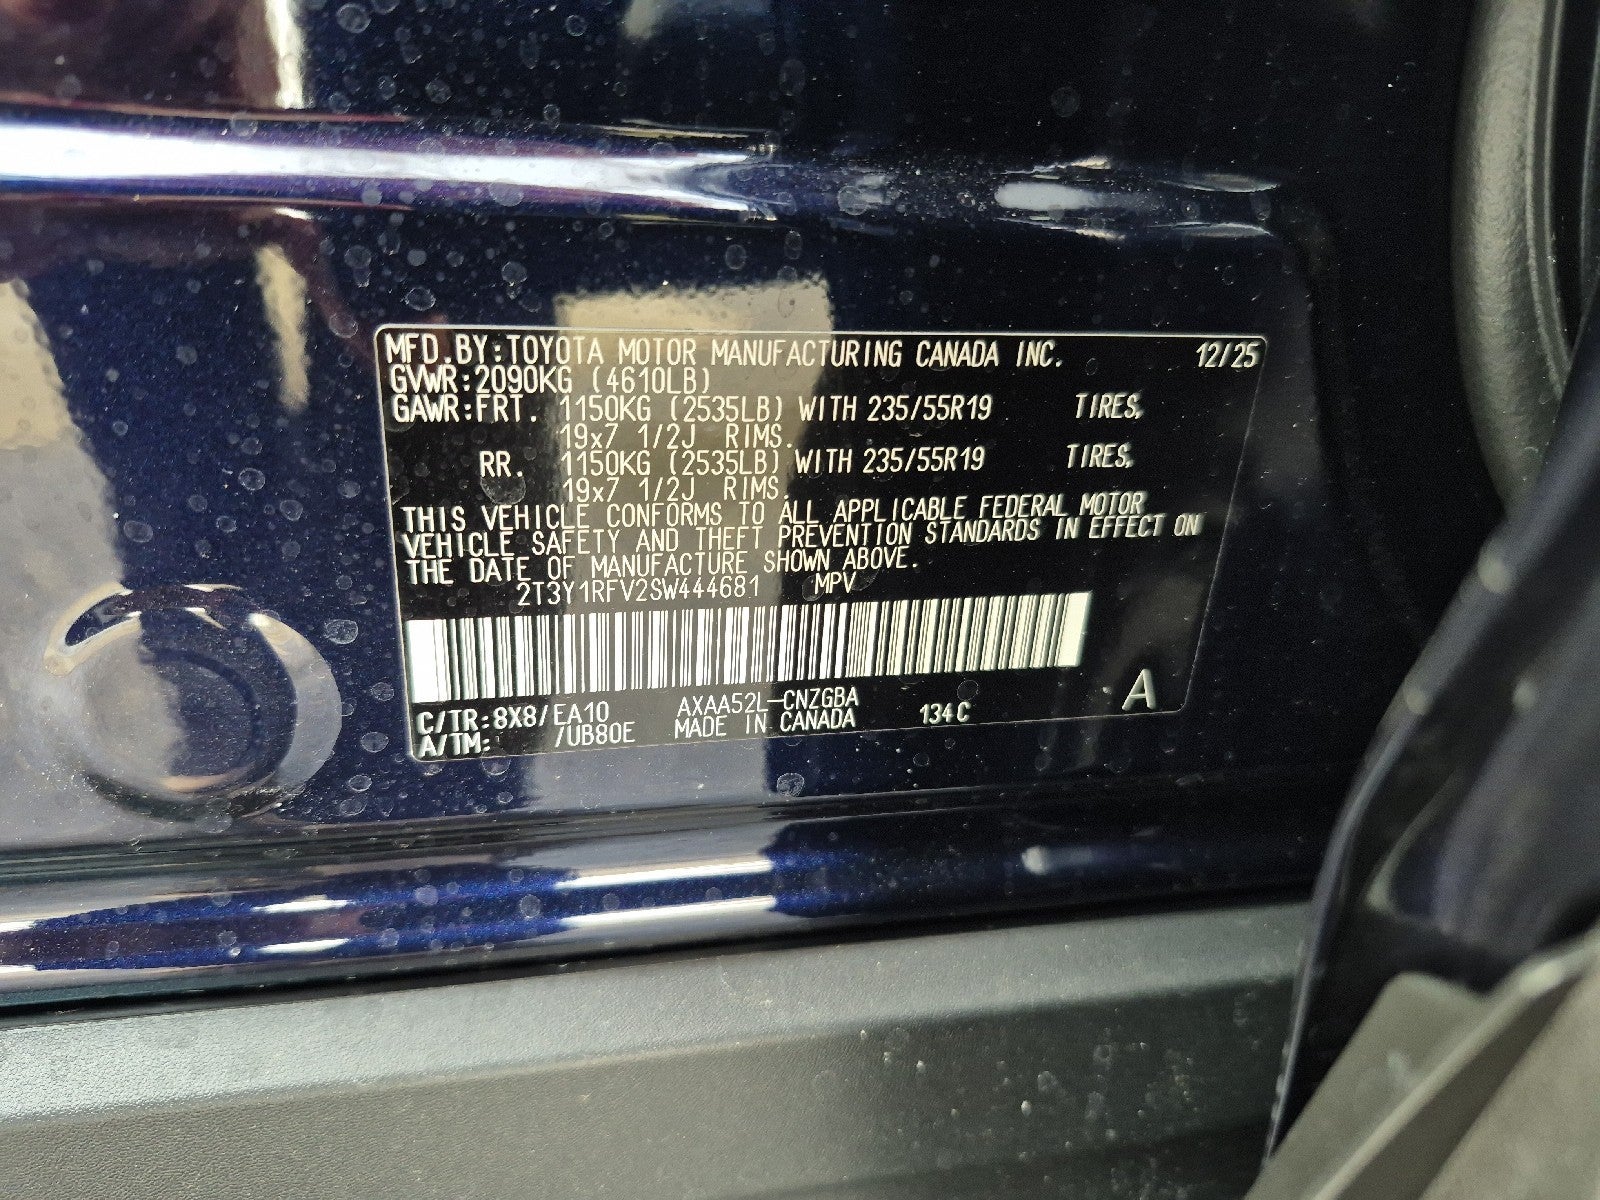 MFD.BY:TOYOTA MOTOR MANUFACTURING CANADA INC. 12/25
GVWR:2090KG (4610LB)
GAWR:FRT. 1150KG (2535LB) WITH 235/55R19 TIRES,
19x7 1/2J RIMS.
RR. 1150KG (2535LB) WITH 235/55R19 TIRES,
19x7 1/2J RIMS.
THIS VEHICLE CONFORMS TO ALL APPLICABLE FEDERAL MOTOR
VEHICLE SAFETY AND THEFT PREVENTION STANDARDS IN EFFECT ON
THE DATE OF MANUFACTURE SHOWN ABOVE.
2T3Y1RFV2SW444681 MPV
C/TR:8X8/EA10 AXAA52L-CNZGBA 134C A
A/TM: /UB80E MADE IN CANADA